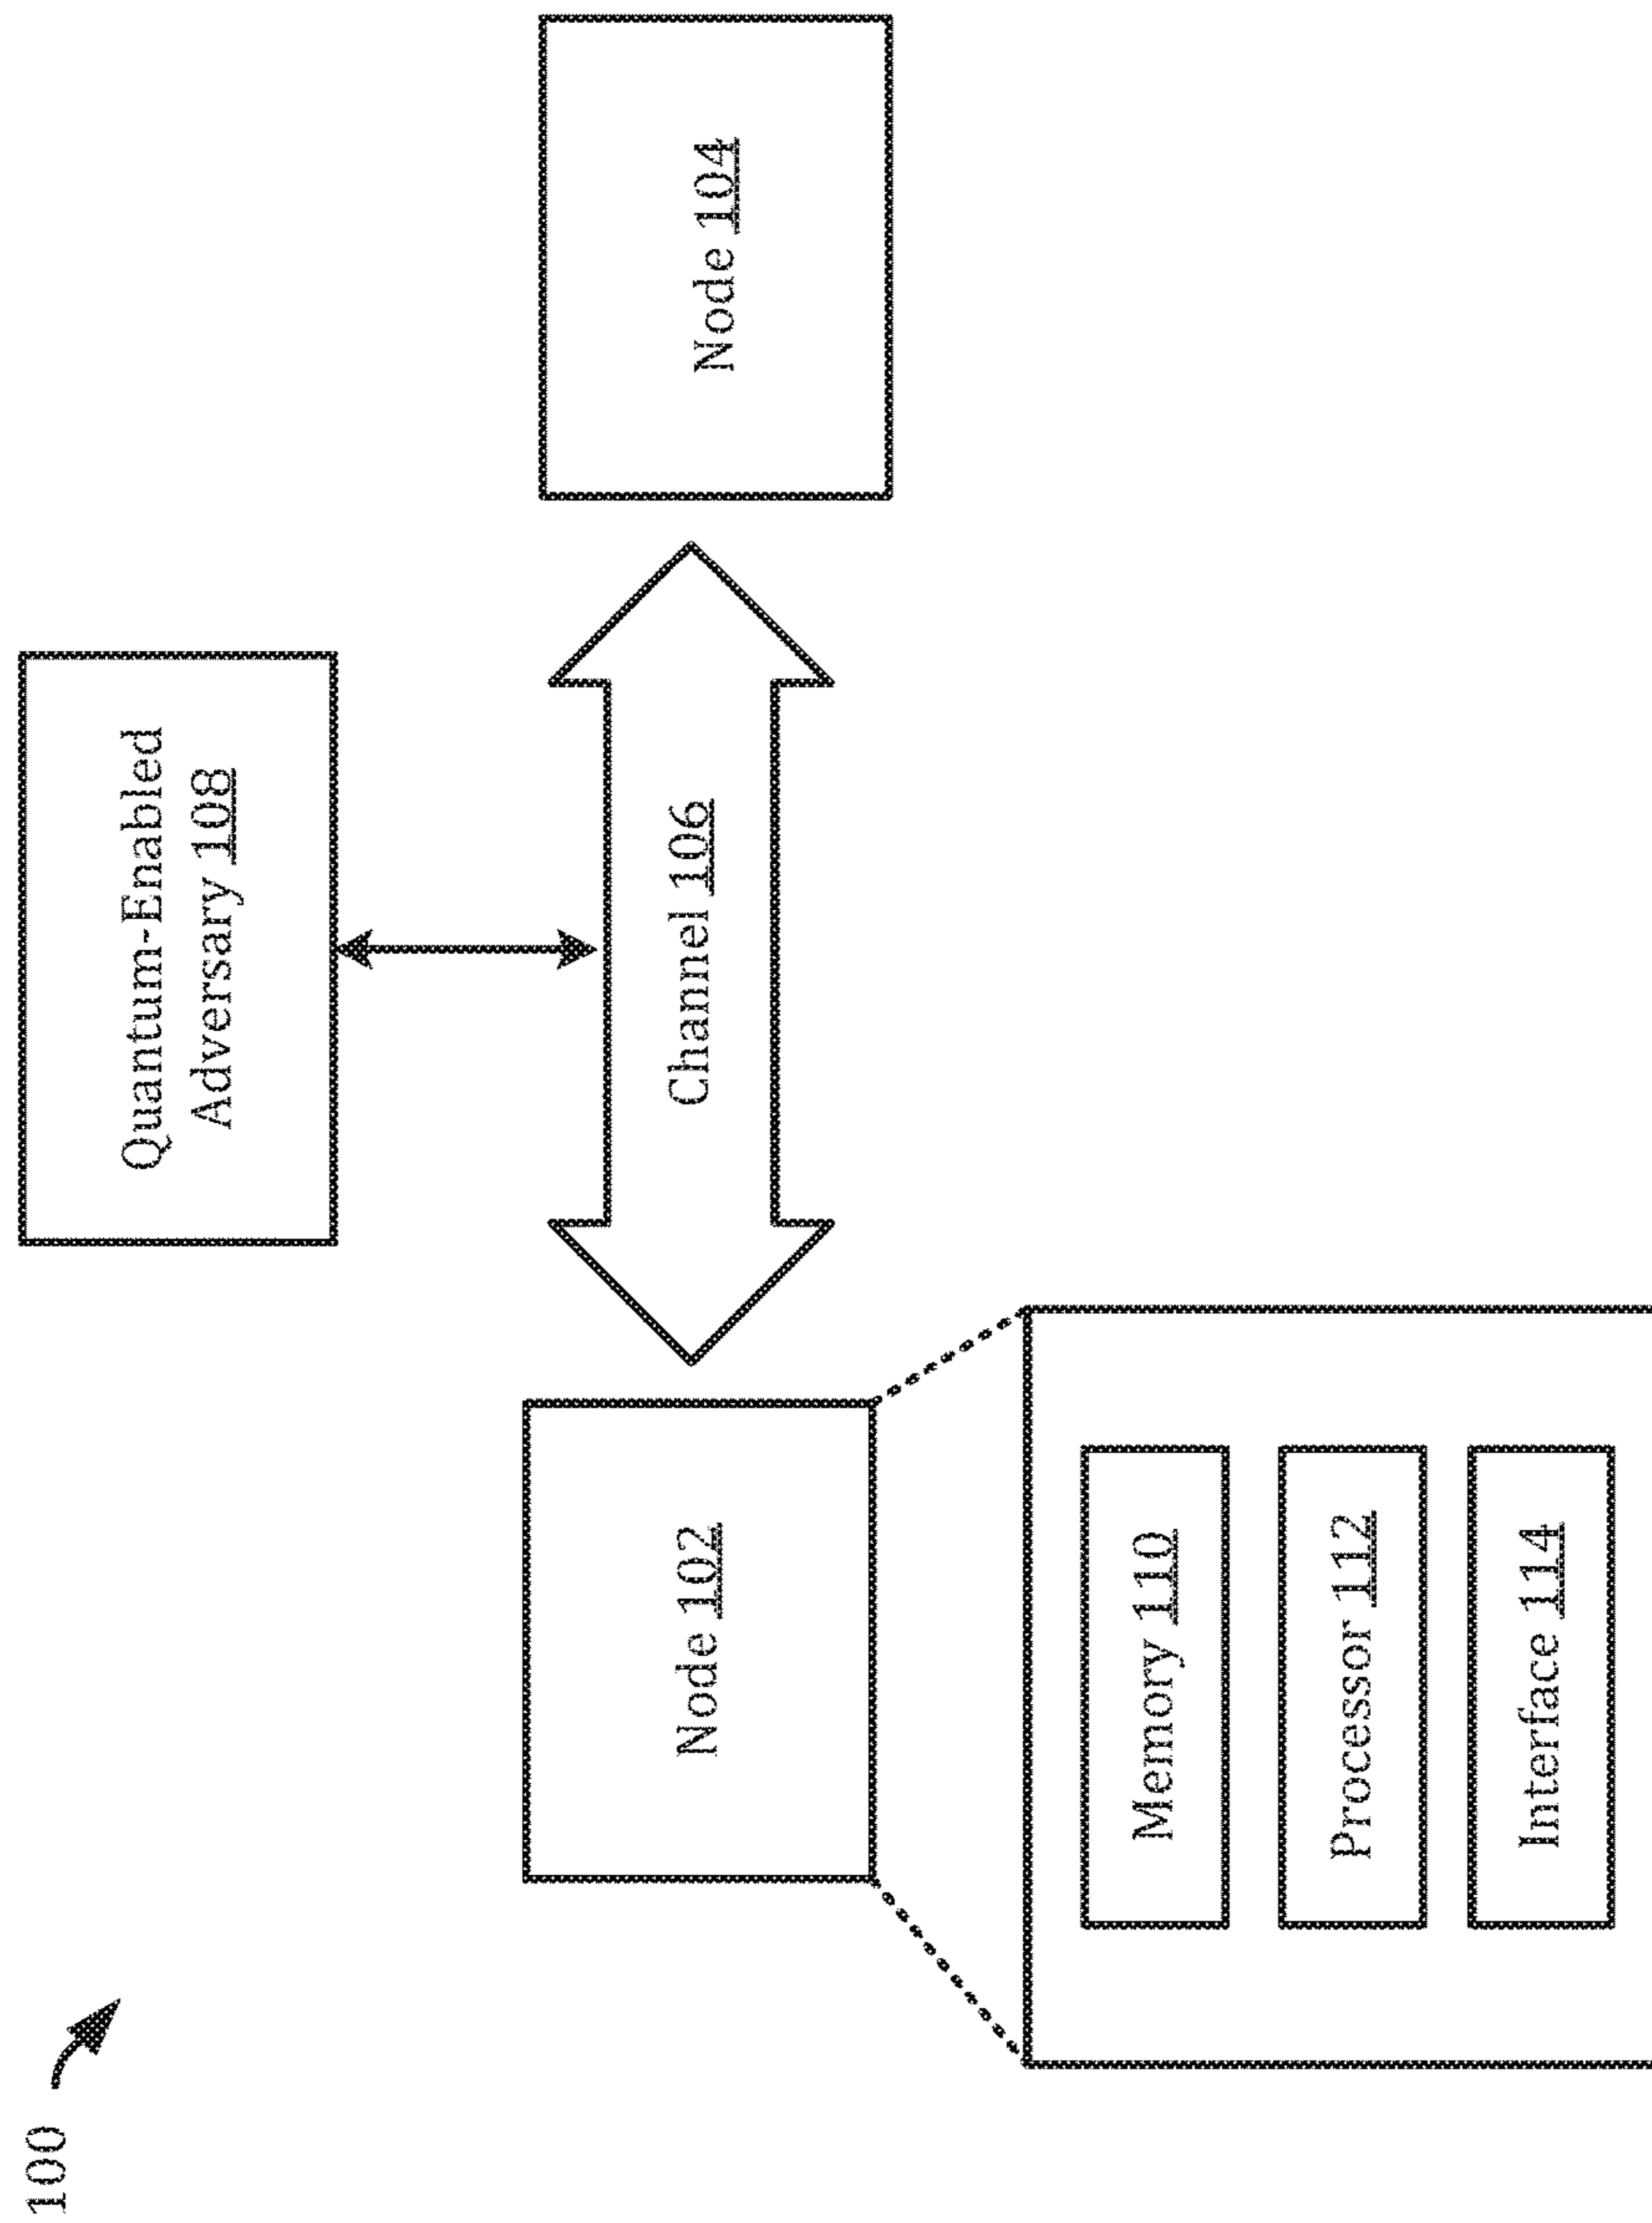 100
Quantum-Enabled
Adversary 108
Node 102
Channel 106
Node 104
Memory 110
Processor 112
Interface 114